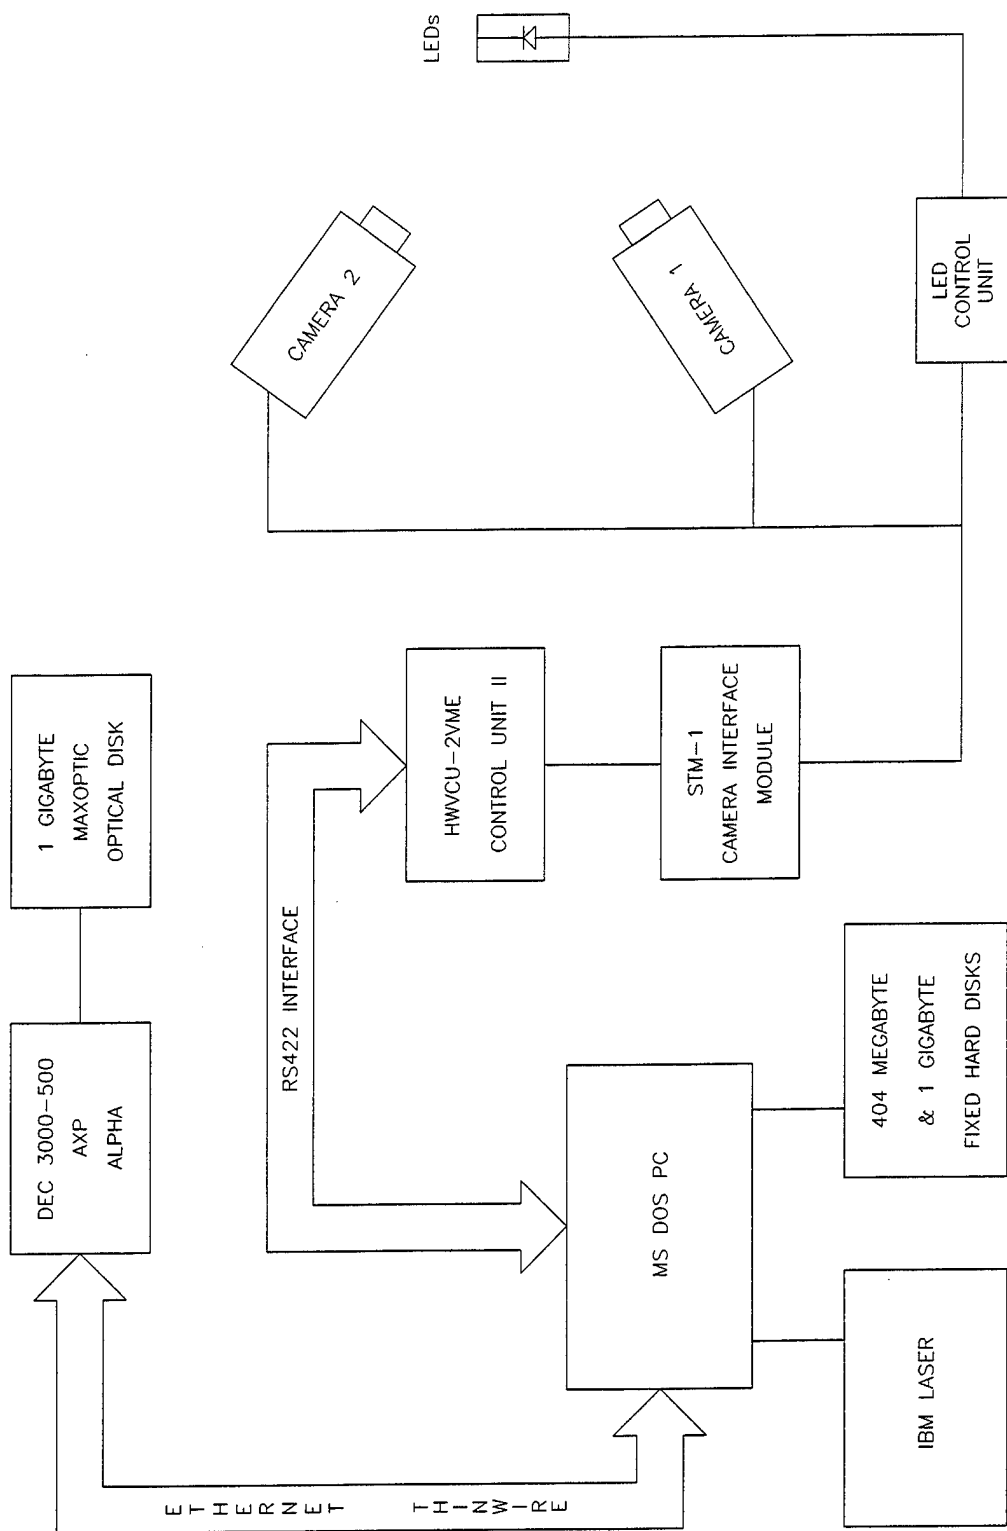 ETHERNET THINWIRE
DEC 3000-500
AXP
ALPHA
1 GIGABYTE
MAXOPTIC
OPTICAL DISK
RS422 INTERFACE
HWVCU-2VME
CONTROL UNIT II
CAMERA 2
LEDs
MS DOS PC
STM-1
CAMERA INTERFACE
MODULE
CAMERA 1
IBM LASER
404 MEGABYTE
& 1 GIGABYTE
FIXED HARD DISKS
LED
CONTROL
UNIT